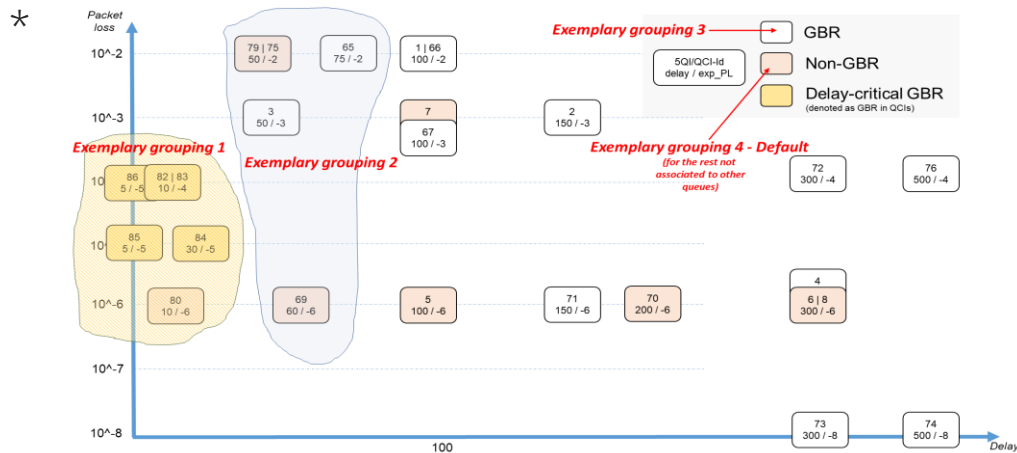 *
Packet
loss
10^-2
10^-3
10^
10^
10^-6
10^-7
10^-8
100
Delay
79 | 75
50 / -2
65
75 / -2
1 | 66
100 / -2
3
50 / -3
7
67
100 / -3
2
150 / -3
Exemplary grouping 1
Exemplary grouping 2
Exemplary grouping 3
5QI/QCI-Id
delay / exp_PL
GBR
Non-GBR
Delay-critical GBR
(denoted as GBR in QCIs)
Exemplary grouping 4 - Default
(for the rest not
associated to other
queues)
86
5 / -5
82 | 83
10 / -4
72
300 / -4
76
500 / -4
85
5 / -5
84
30 / -5
80
10 / -6
69
60 / -6
5
100 / -6
71
150 / -6
70
200 / -6
4
6 | 8
300 / -6
73
300 / -8
74
500 / -8